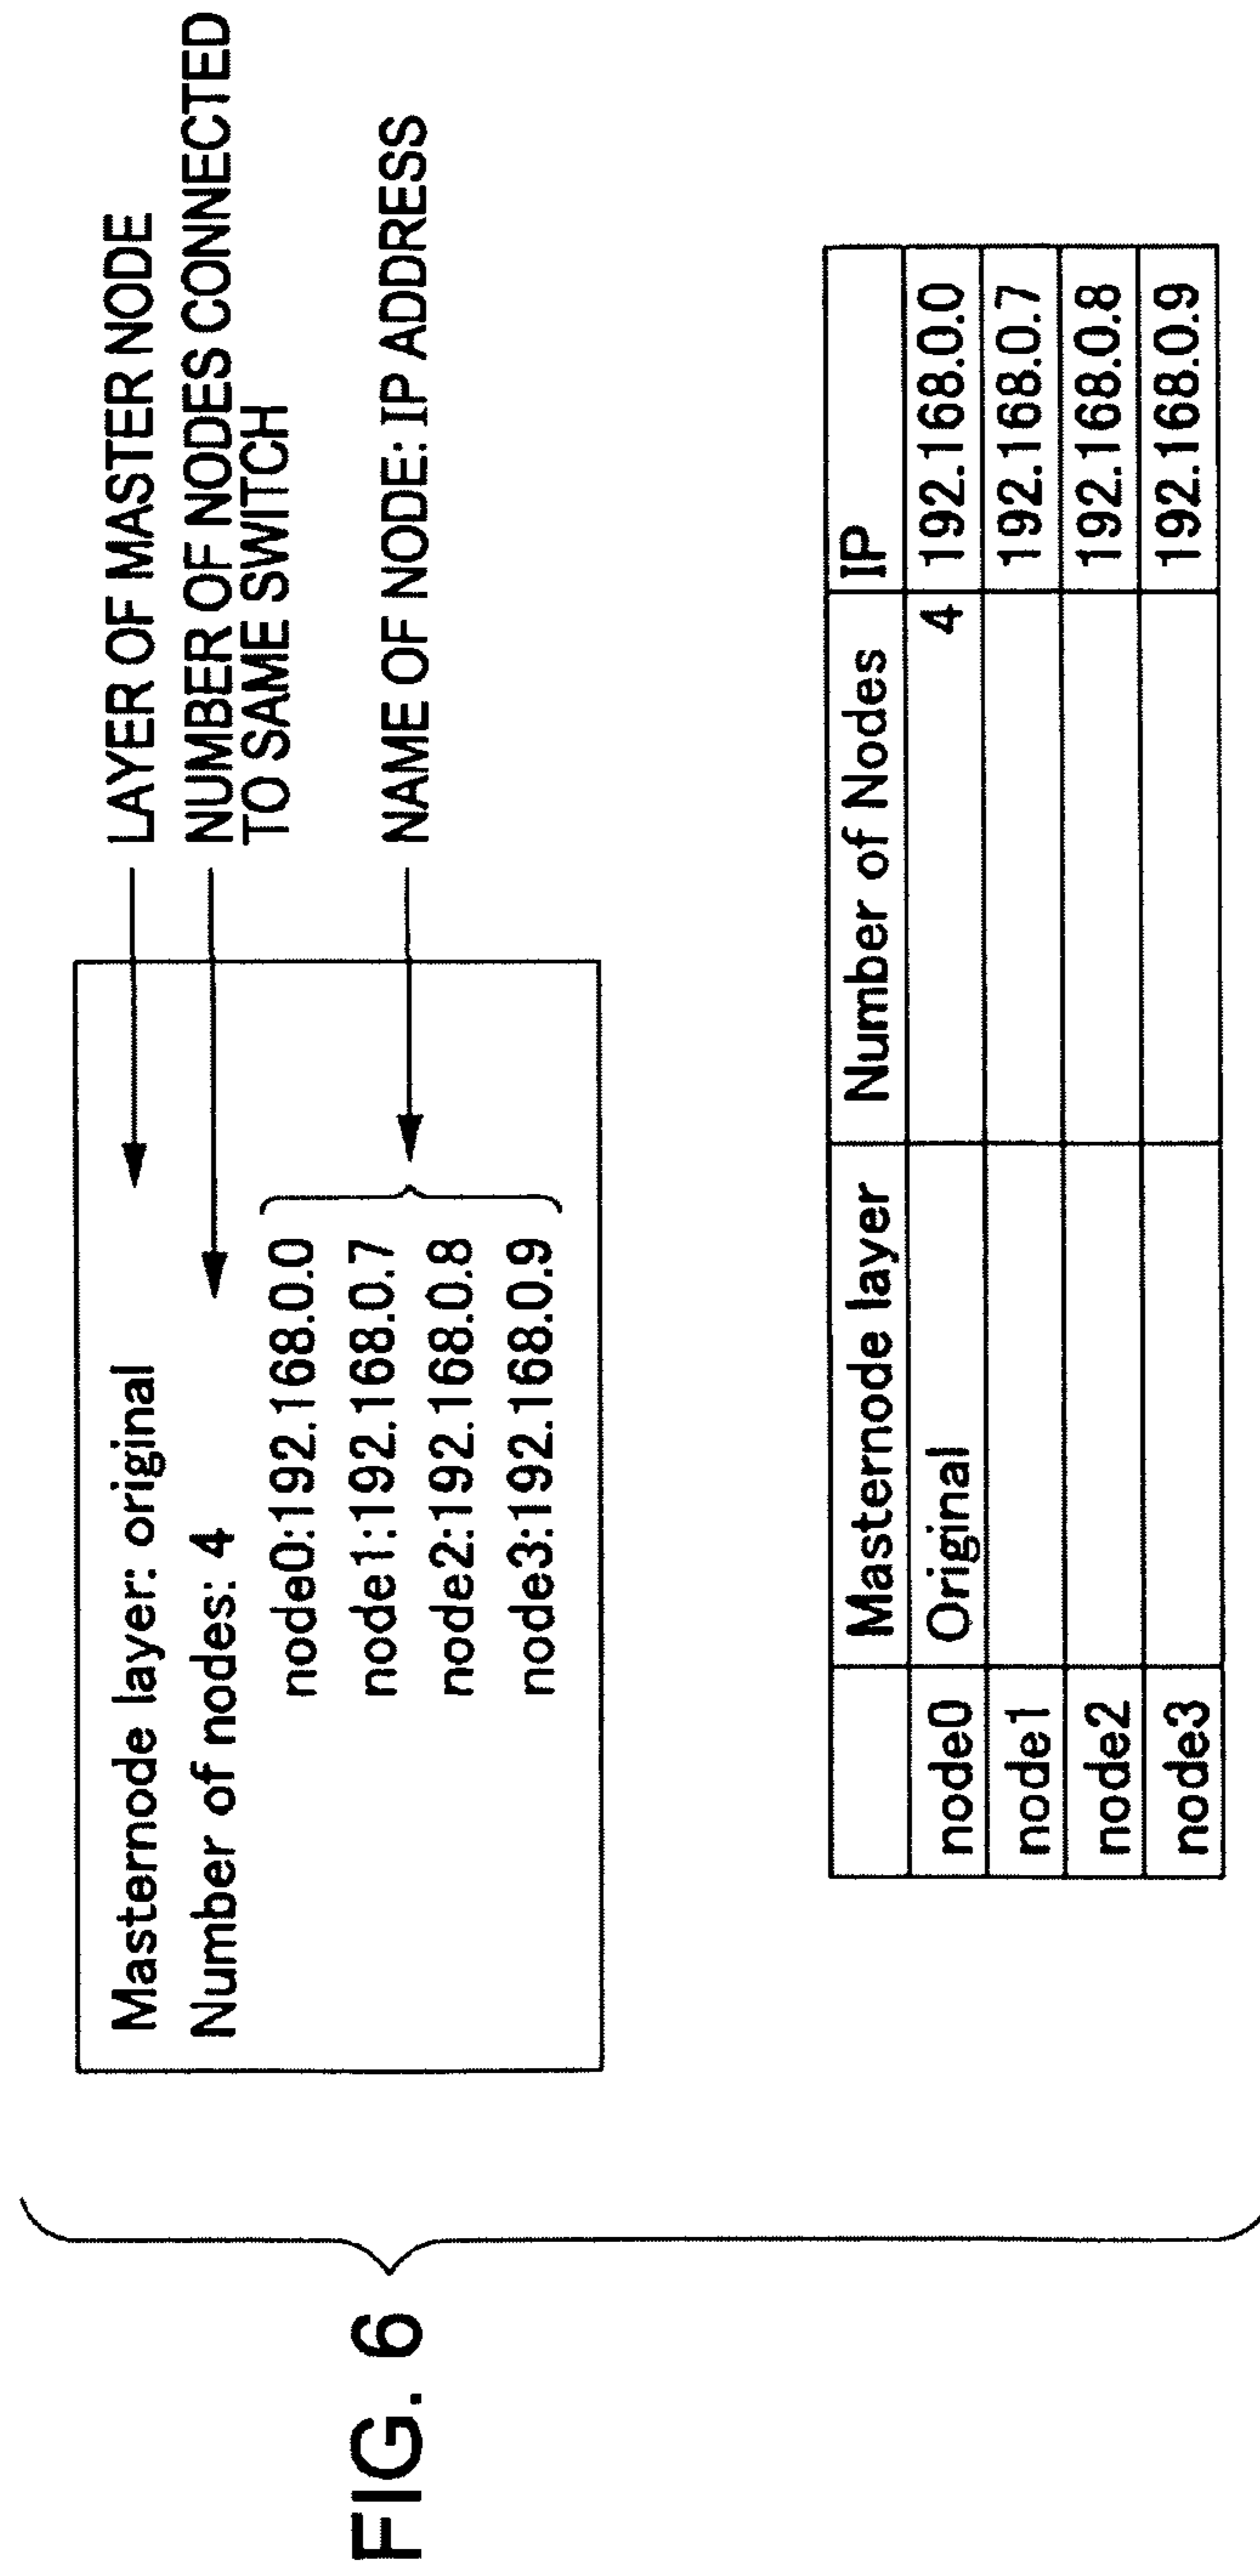 FIG. 6
Masternode layer: original
Number of nodes: 4
node0:192.168.0.0
node1:192.168.0.7
node2:192.168.0.8
node3:192.168.0.9
LAYER OF MASTER NODE
NUMBER OF NODES CONNECTED
TO SAME SWITCH
NAME OF NODE: IP ADDRESS
Masternode layer Number of Nodes IP
node0 Original 4 192.168.0.0
node1 192.168.0.7
node2 192.168.0.8
node3 192.168.0.9